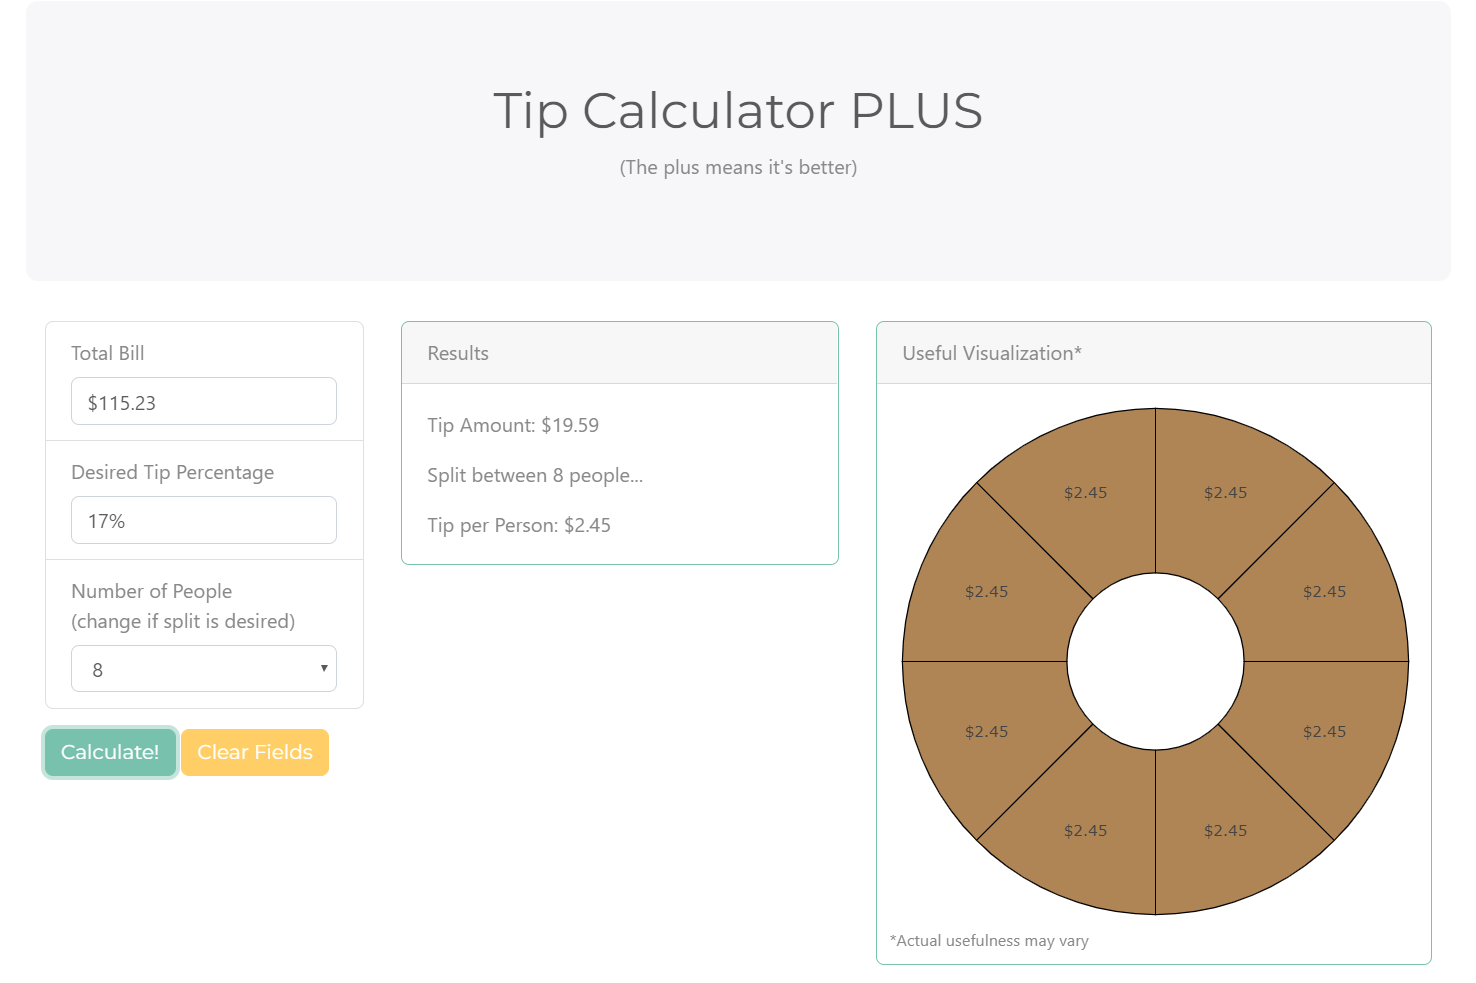 Tip Calculator PLUS
(The plus means it's better)
Total Bill
$115.23
Desired Tip Percentage
17%
Number of People
(change if split is desired)
8
Calculate!
Clear Fields
Results
Tip Amount: $19.59
Split between 8 people...
Tip per Person: $2.45
Useful Visualization*
$2.45
$2.45
$2.45
$2.45
$2.45
$2.45
$2.45
$2.45
*Actual usefulness may vary